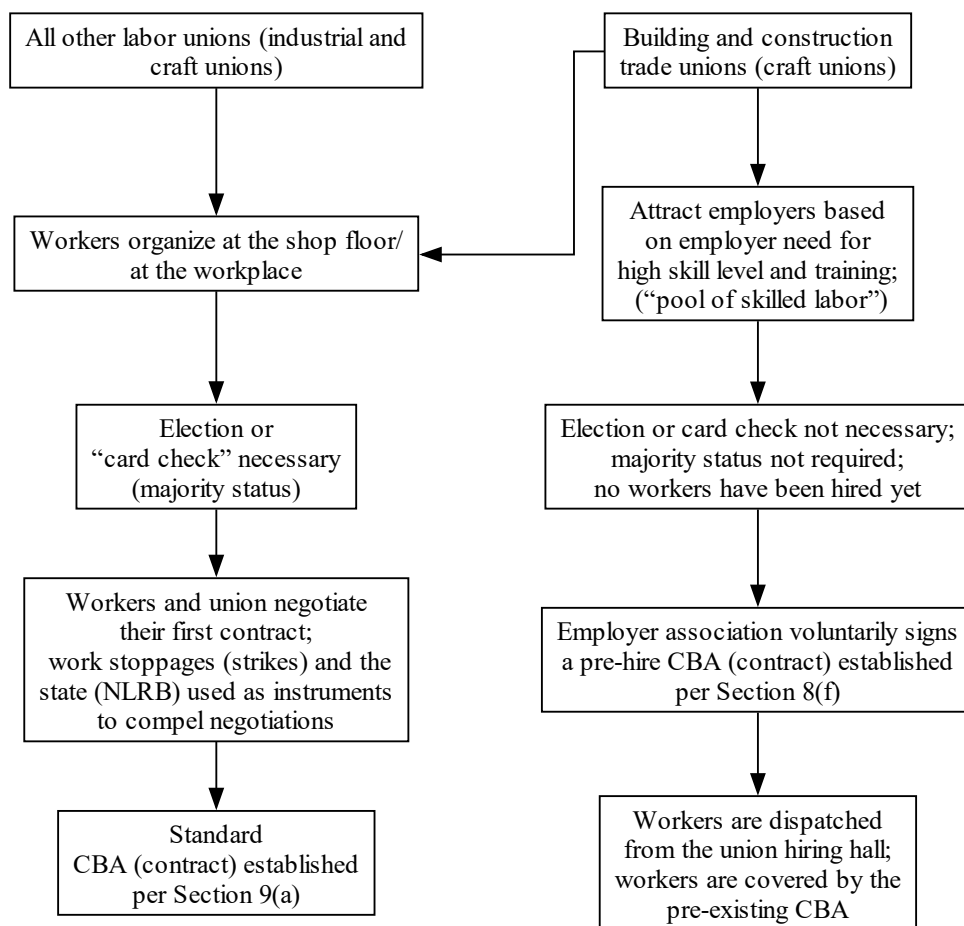 All other labor unions (industrial and
craft unions)
Building and construction
trade unions (craft unions)
Workers organize at the shop floor/
at the workplace
Attract employers based
on employer need for
high skill level and training;
(“pool of skilled labor”)
Election or
“card check” necessary
(majority status)
Election or card check not necessary;
majority status not required;
no workers have been hired yet
Workers and union negotiate
their first contract;
work stoppages (strikes) and the
state (NLRB) used as instruments
to compel negotiations
Employer association voluntarily signs
a pre-hire CBA (contract) established
per Section 8(f)
Standard
CBA (contract) established
per Section 9(a)
Workers are dispatched
from the union hiring hall;
workers are covered by the
pre-existing CBA